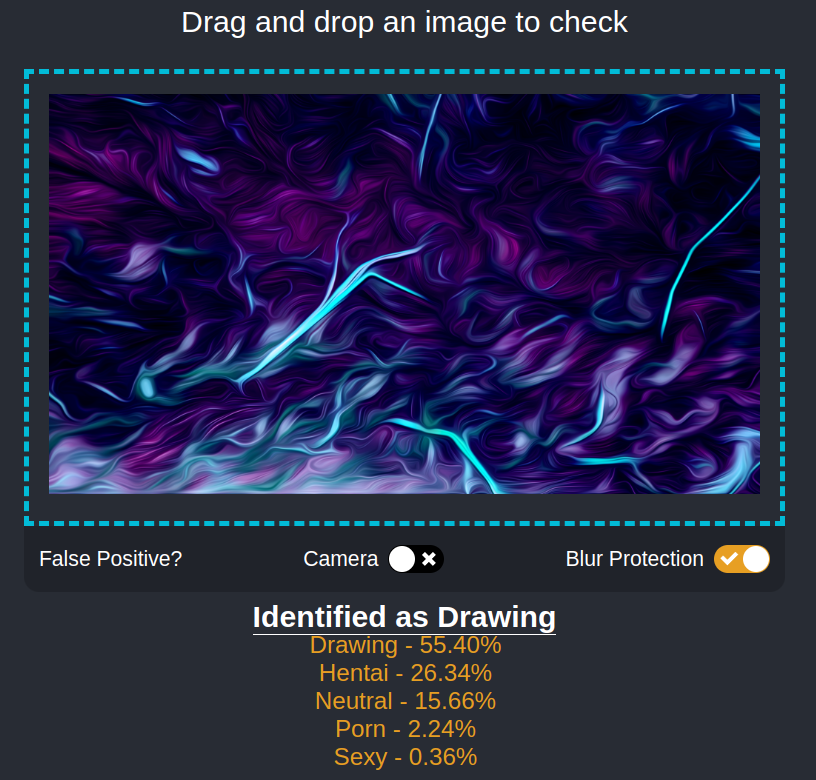 Drag and drop an image to check
False Positive? Camera Blur Protection
Identified as Drawing
Drawing - 55.40%
Hentai - 26.34%
Neutral - 15.66%
Porn - 2.24%
Sexy - 0.36%